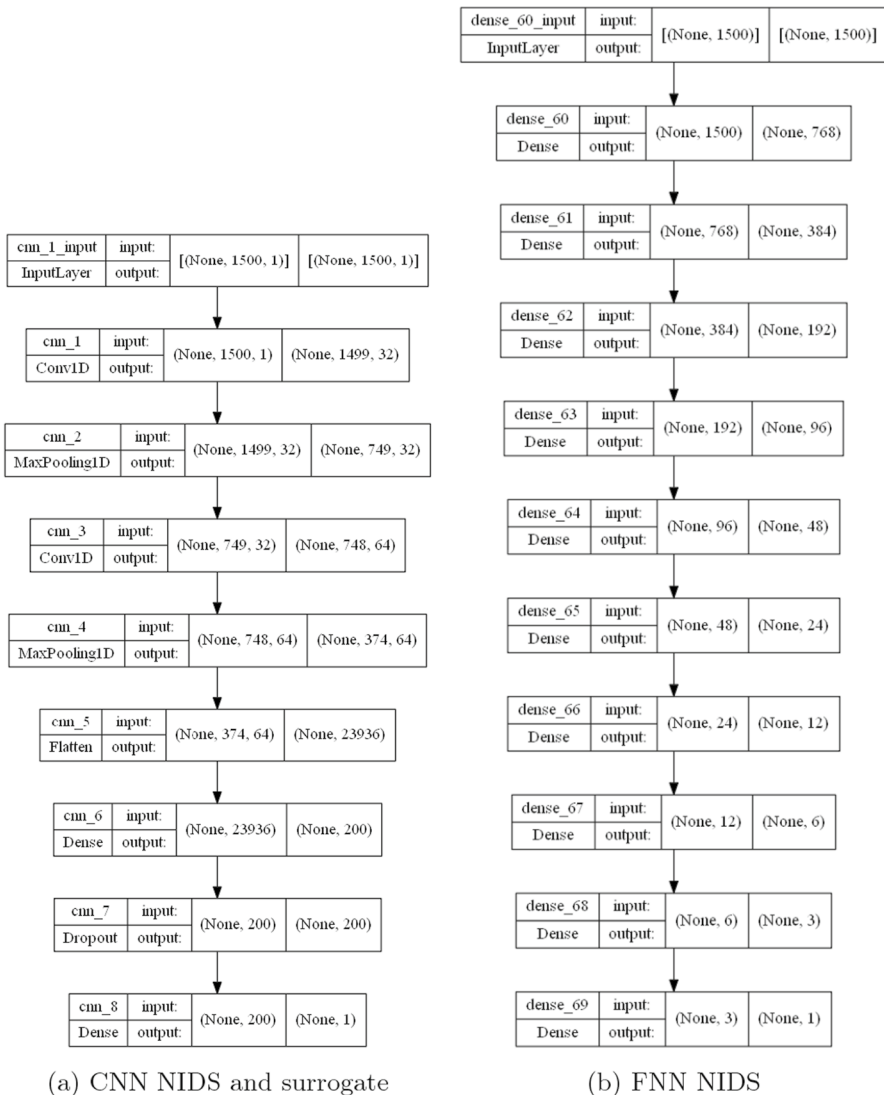 cnn_1_input input: [(None, 1500, 1)] [(None, 1500, 1)]
InputLayer output:
cnn_1 input: (None, 1500, 1) (None, 1499, 32)
Conv1D output:
cnn_2 input: (None, 1499, 32) (None, 749, 32)
MaxPooling1D output:
cnn_3 input: (None, 749, 32) (None, 748, 64)
Conv1D output:
cnn_4 input: (None, 748, 64) (None, 374, 64)
MaxPooling1D output:
cnn_5 input: (None, 374, 64) (None, 23936)
Flatten output:
cnn_6 input: (None, 23936) (None, 200)
Dense output:
cnn_7 input: (None, 200) (None, 200)
Dropout output:
cnn_8 input: (None, 200) (None, 1)
Dense output:
(a) CNN NIDS and surrogate
dense_60_input input: [(None, 1500)] [(None, 1500)]
InputLayer output:
dense_60 input: (None, 1500) (None, 768)
Dense output:
dense_61 input: (None, 768) (None, 384)
Dense output:
dense_62 input: (None, 384) (None, 192)
Dense output:
dense_63 input: (None, 192) (None, 96)
Dense output:
dense_64 input: (None, 96) (None, 48)
Dense output:
dense_65 input: (None, 48) (None, 24)
Dense output:
dense_66 input: (None, 24) (None, 12)
Dense output:
dense_67 input: (None, 12) (None, 6)
Dense output:
dense_68 input: (None, 6) (None, 3)
Dense output:
dense_69 input: (None, 3) (None, 1)
Dense output:
(b) FNN NIDS